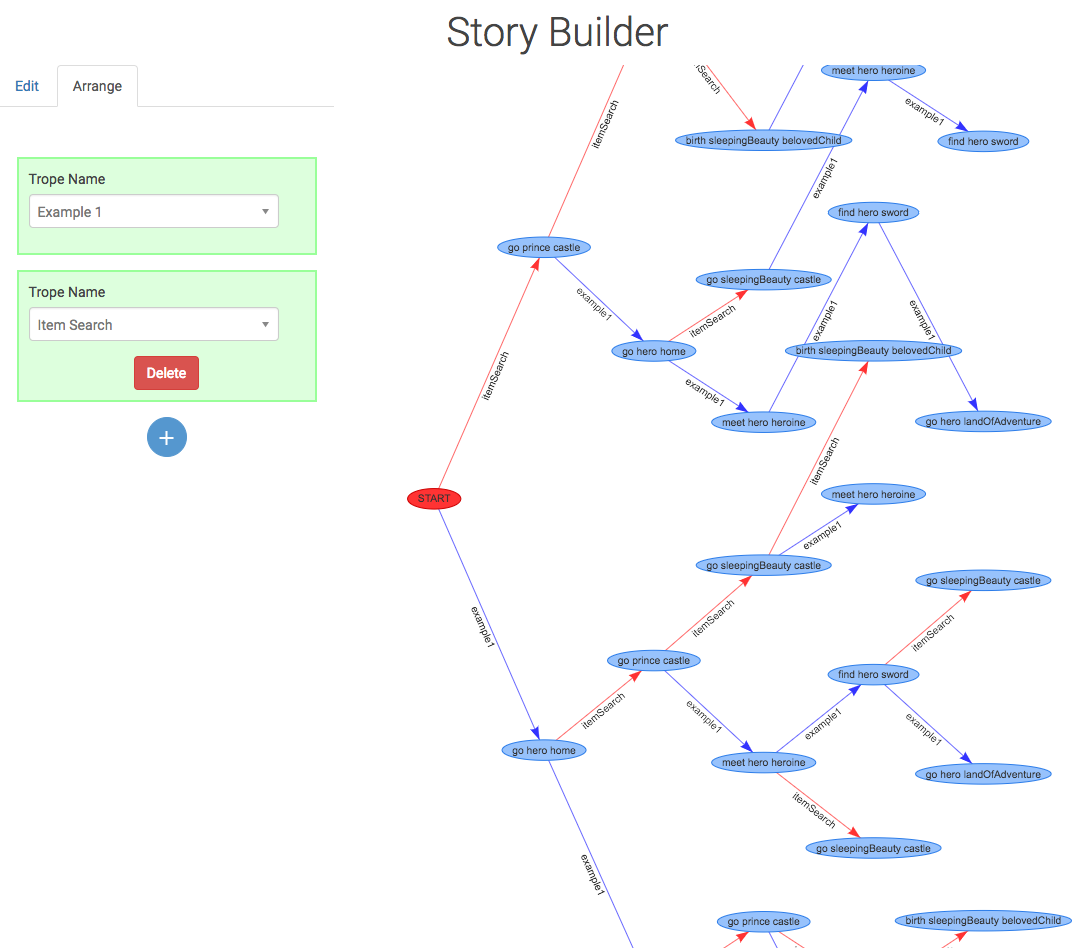 Story Builder
Edit
Arrange
Trope Name
Example 1
Trope Name
Item Search
Delete
+
itemSearch
meet hero heroine
example1
find hero sword
birth sleepingBeauty belovedChild
itemSearch
example1
find hero sword
go prince castle
example1
go sleepingBeauty castle
itemSearch
example1
example1
go hero home
birth sleepingBeauty belovedChild
itemSearch
example1
meet hero heroine
go hero landOfAdventure
itemSearch
START
meet hero heroine
example1
go sleepingBeauty castle
go sleepingBeauty castle
example1
itemSearch
itemSearch
go prince castle
find hero sword
itemSearch
example1
example1
example1
go hero home
meet hero heroine
go hero landOfAdventure
itemSearch
go sleepingBeauty castle
example1
go prince castle
birth sleepingBeauty belovedChild